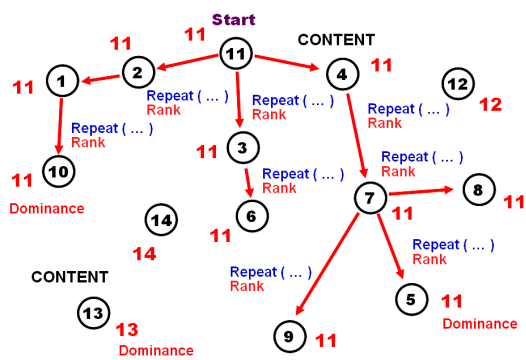 Start
11
11
11
CONTENT
2
4
11
1
11
12
12
Repeat ( ... )
Rank
Repeat ( ... )
Rank
Repeat ( ... )
Rank
Repeat ( ... )
Rank
11
3
Repeat ( ... )
Rank
10
11
Repeat ( ... )
Rank
7
11
8
11
Dominance
14
14
6
11
Repeat ( ... )
Rank
Repeat ( ... )
Rank
CONTENT
13
13
Dominance
5
11
Dominance
9
11